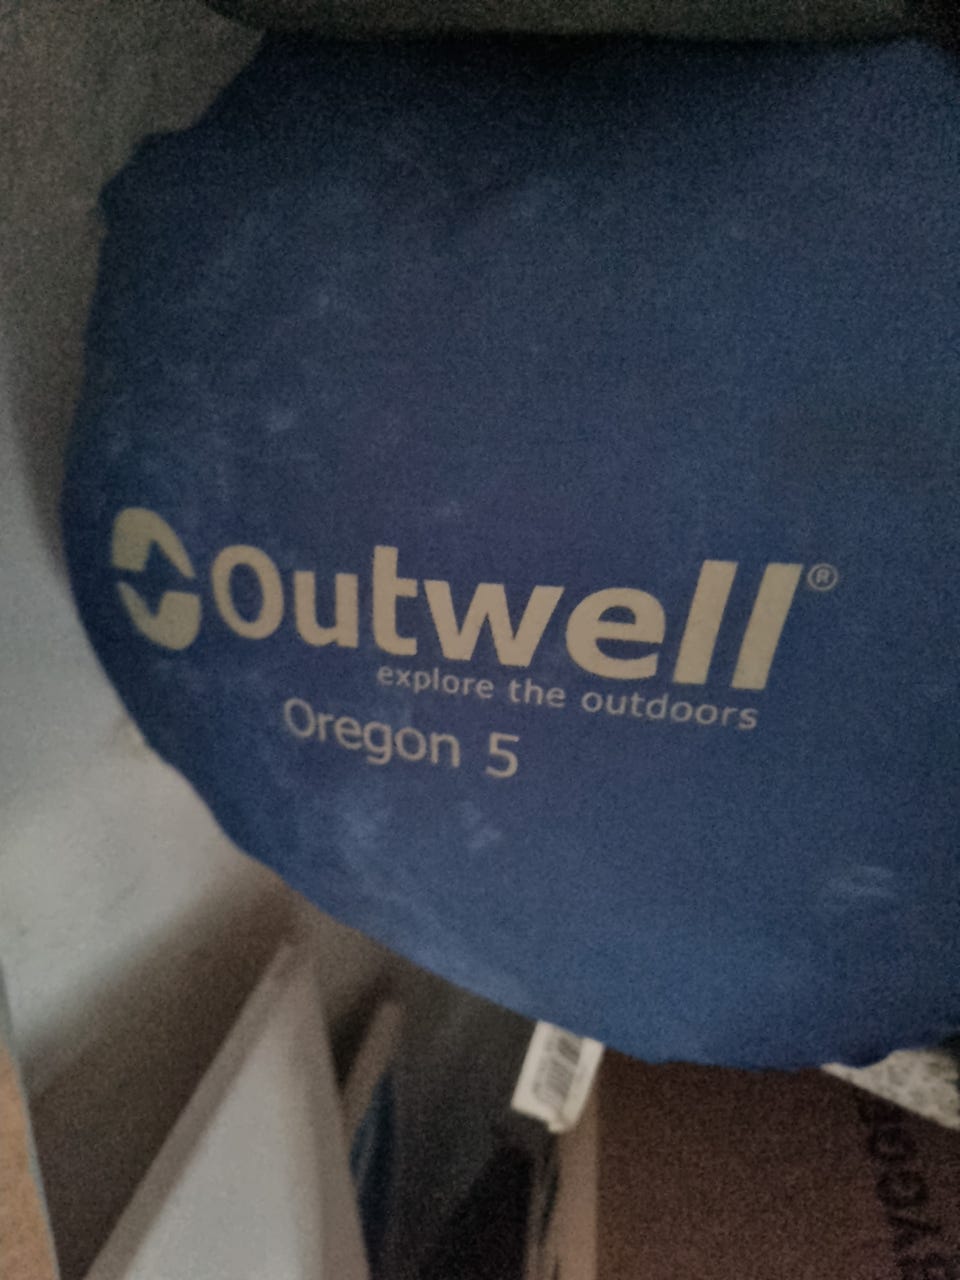 Outwell®
explore the outdoors
Oregon 5